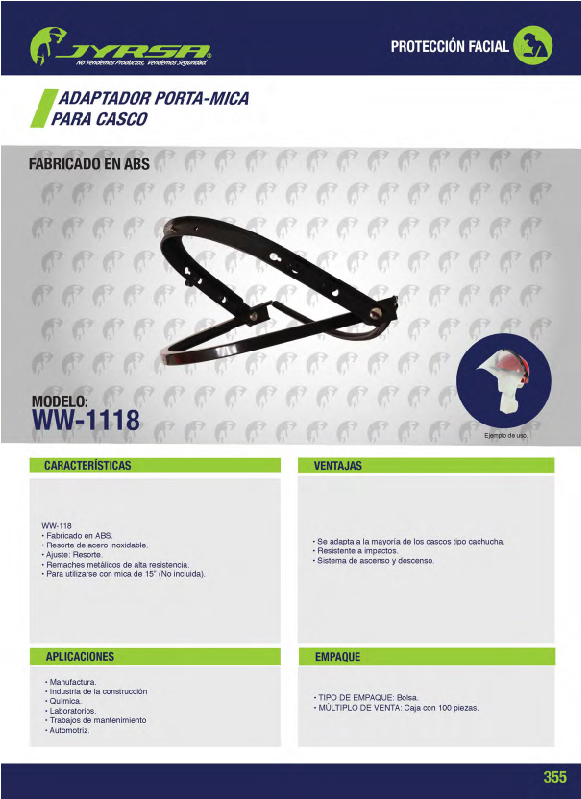 JYRSA®
No Vendemos Productos, Vendemos Seguridad.
PROTECCIÓN FACIAL
ADAPTADOR PORTA-MICA
PARA CASCO
FABRICADO EN ABS
MODELO:
WW-1118
Ejemplo de uso.
CARACTERÍSTICAS
WW-118
• Fabricado en ABS.
• Resorte de acero inoxidable.
• Ajuste: Resorte.
• Remaches metálicos de alta resistencia.
• Para utilizarse con mica de 15" (No incluida).
VENTAJAS
• Se adapta a la mayoría de los cascos tipo cachucha.
• Resistente a impactos.
• Sistema de ascenso y descenso.
APLICACIONES
• Manufactura.
• Industria de la construcción
• Química.
• Laboratorios.
• Trabajos de mantenimiento
• Automotriz.
EMPAQUE
• TIPO DE EMPAQUE: Bolsa.
• MÚLTIPLO DE VENTA: Caja con 100 piezas.
355